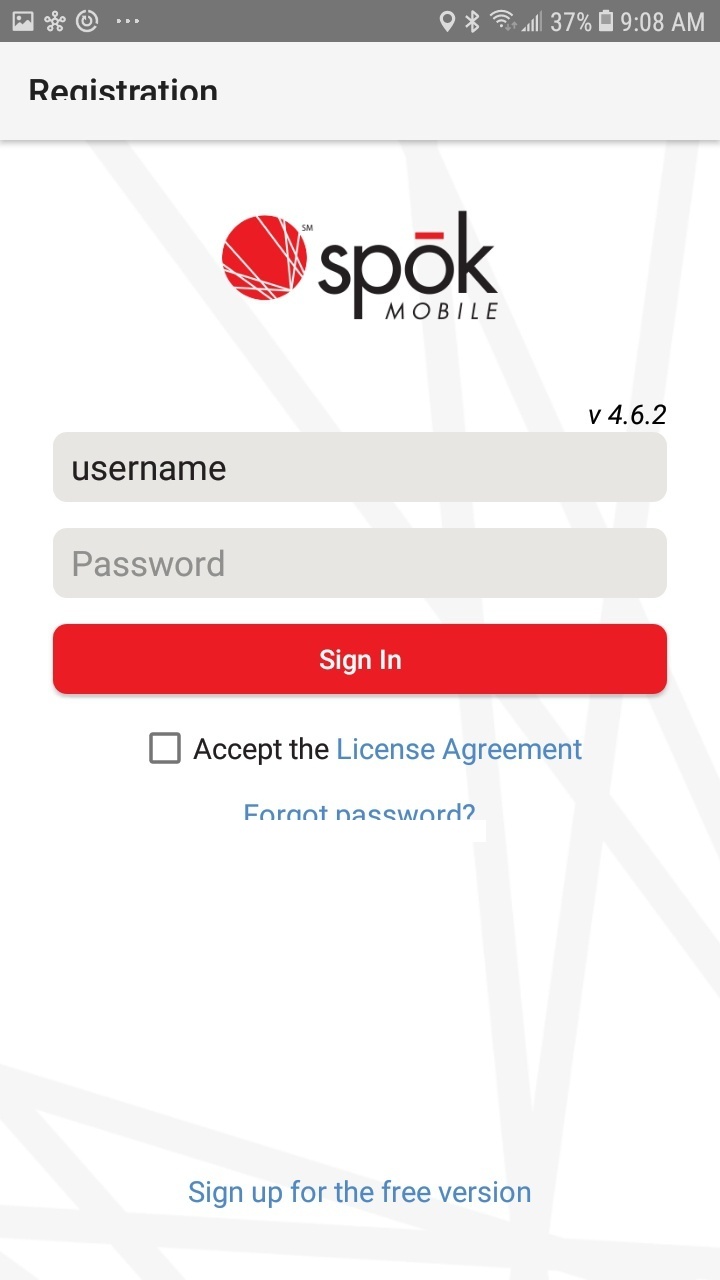 37% 9:08 AM
Registration
SM
spōk
MOBILE
v 4.6.2
username
Password
Sign In
Accept the License Agreement
Forgot password?
Sign up for the free version